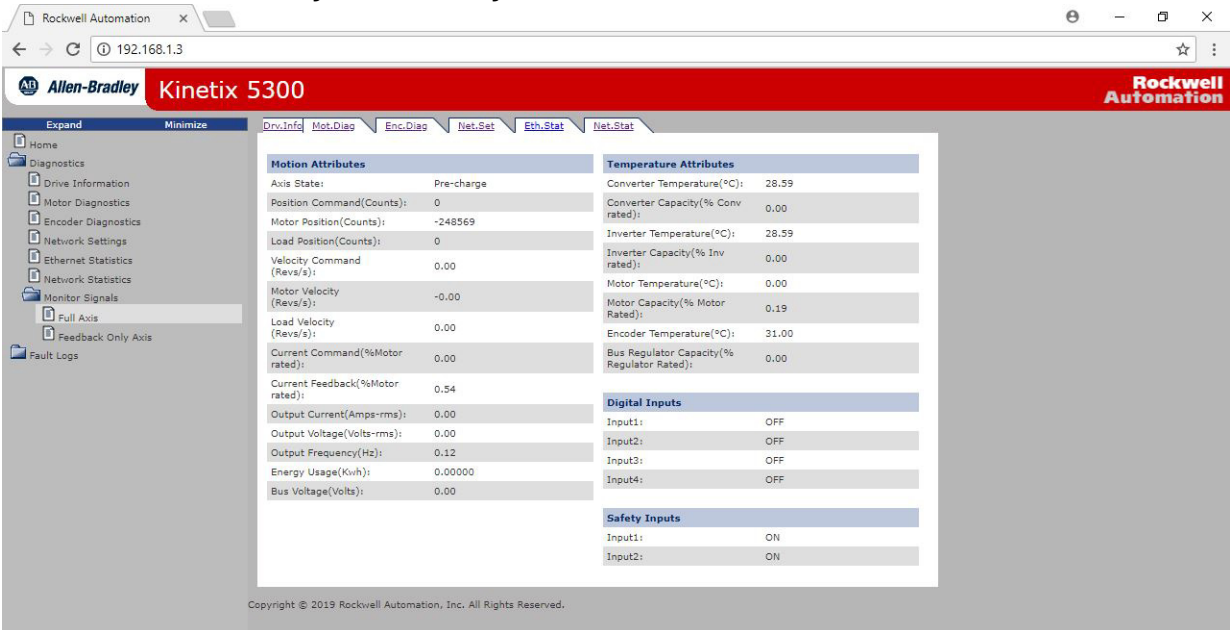 Rockwell Automation
192.168.1.3
AB Allen-Bradley
Kinetix 5300
Rockwell
Automation
Expand Minimize
Home
Diagnostics
Drive Information
Motor Diagnostics
Encoder Diagnostics
Network Settings
Ethernet Statistics
Network Statistics
Monitor Signals
Full Axis
Feedback Only Axis
Fault Logs
Drv.Info Mot.Diag Enc.Diag Net.Set Eth.Stat Net.Stat
Motion Attributes
Axis State: Pre-charge
Position Command(Counts): 0
Motor Position(Counts): -248569
Load Position(Counts): 0
Velocity Command
(Revs/s): 0.00
Motor Velocity
(Revs/s): -0.00
Load Velocity
(Revs/s): 0.00
Current Command(%Motor
rated): 0.00
Current Feedback(%Motor
rated): 0.54
Output Current(Amps-rms): 0.00
Output Voltage(Volts-rms): 0.00
Output Frequency(Hz): 0.12
Energy Usage(Kwh): 0.00000
Bus Voltage(Volts): 0.00
Temperature Attributes
Converter Temperature(°C): 28.59
Converter Capacity(% Conv
rated): 0.00
Inverter Temperature(°C): 28.59
Inverter Capacity(% Inv
rated): 0.00
Motor Temperature(°C): 0.00
Motor Capacity(% Motor
Rated): 0.19
Encoder Temperature(°C): 31.00
Bus Regulator Capacity(%
Regulator Rated): 0.00
Digital Inputs
Input1: OFF
Input2: OFF
Input3: OFF
Input4: OFF
Safety Inputs
Input1: ON
Input2: ON
Copyright © 2019 Rockwell Automation, Inc. All Rights Reserved.